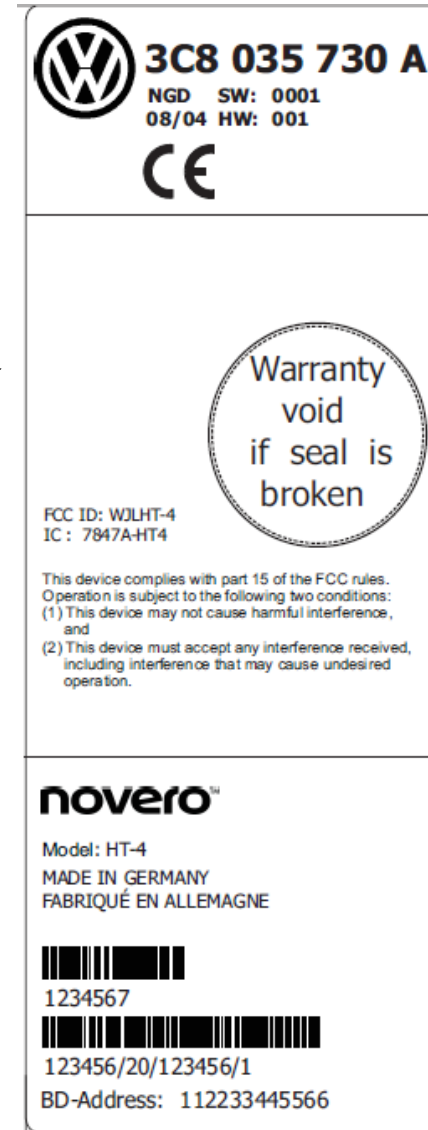 3C8 035 730 A
NGD SW: 0001
08/04 HW: 001
CE
Warranty
void
if seal is
broken
FCC ID: WJLHT-4
IC : 7847A-HT4
This device complies with part 15 of the FCC rules.
Operation is subject to the following two conditions:
(1) This device may not cause harmful interference,
and
(2) This device must accept any interference received,
including interference that may cause undesired
operation.
novero™
Model: HT-4
MADE IN GERMANY
FABRIQUÉ EN ALLEMAGNE
1234567
123456/20/123456/1
BD-Address: 112233445566